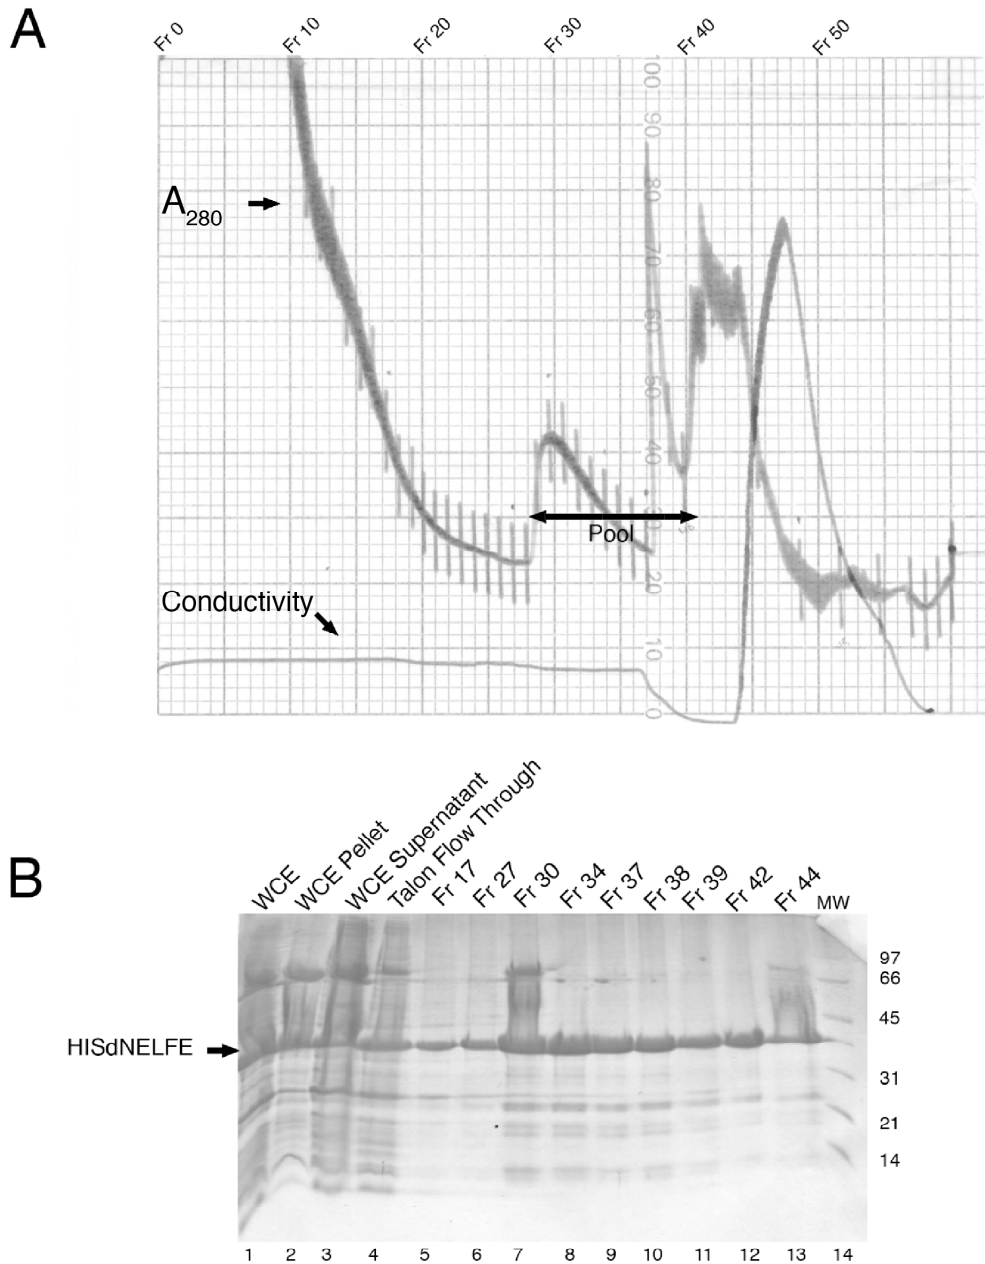 A
Fr 0
Fr 10
Fr 20
Fr 30
Fr 40
Fr 50
100
90
80
70
60
50
40
30
20
10
0
A280
Pool
Conductivity
B
WCE
WCE Pellet
WCE Supernatant
Talon Flow Through
Fr 17
Fr 27
Fr 30
Fr 34
Fr 37
Fr 38
Fr 39
Fr 42
Fr 44
MW
97
66
45
HISdNELFE
31
21
14
1 2 3 4 5 6 7 8 9 10 11 12 13 14